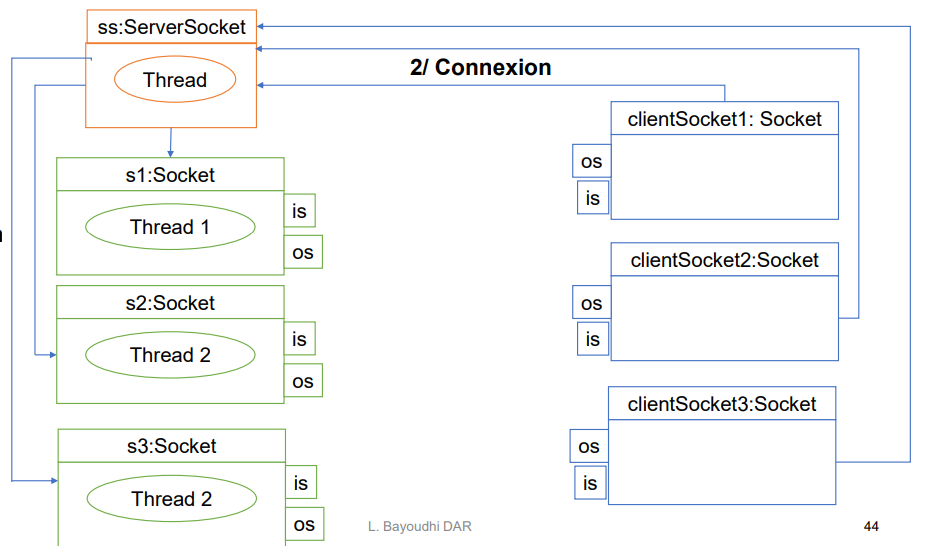 ss:ServerSocket
Thread
2/ Connexion
clientSocket1: Socket
os
is
s1:Socket
Thread 1
is
os
clientSocket2:Socket
os
is
s2:Socket
Thread 2
is
os
clientSocket3:Socket
os
is
s3:Socket
Thread 2
is
os
L. Bayoudhi DAR
44